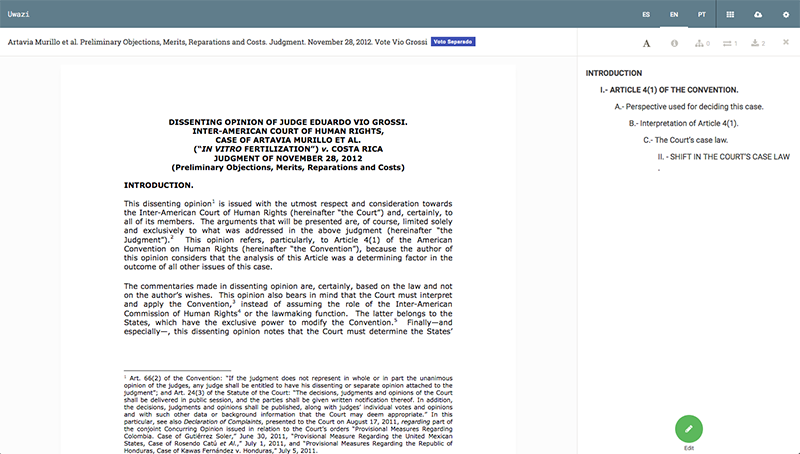 Uwazi
ES EN PT
Artavia Murillo et al. Preliminary Objections, Merits, Reparations and Costs. Judgment. November 28, 2012. Vote Vio Grossi Voto Separado
A 0 1 2
DISSENTING OPINION OF JUDGE EDUARDO VIO GROSSI.
INTER-AMERICAN COURT OF HUMAN RIGHTS,
CASE OF ARTAVIA MURILLO ET AL.
(“IN VITRO FERTILIZATION”) v. COSTA RICA
JUDGMENT OF NOVEMBER 28, 2012
(Preliminary Objections, Merits, Reparations and Costs)
INTRODUCTION.
This dissenting opinion1 is issued with the utmost respect and consideration towards
the Inter-American Court of Human Rights (hereinafter “the Court”) and, certainly, to
all of its members. The arguments that will be presented are, of course, limited solely
and exclusively to what was addressed in the above judgment (hereinafter “the
Judgment”).2 This opinion refers, particularly, to Article 4(1) of the American
Convention on Human Rights (hereinafter “the Convention”), because the author of
this opinion considers that the analysis of this Article was a determining factor in the
outcome of all other issues of this case.
The commentaries made in dissenting opinion are, certainly, based on the law and not
on the author’s wishes. This opinion also bears in mind that the Court must interpret
and apply the Convention,3 instead of assuming the role of the Inter-American
Commission of Human Rights4 or the lawmaking function. The latter belongs to the
States, which have the exclusive power to modify the Convention.5 Finally—and
especially—, this dissenting opinion notes that the Court must determine the States’
1 Art. 66(2) of the Convention: “If the judgment does not represent in whole or in part the unanimous
opinion of the judges, any judge shall be entitled to have his dissenting or separate opinion attached to the
judgment”; and Art. 24(3) of the Statute of the Court: “The decisions, judgments and opinions of the Court
shall be delivered in public session, and the parties shall be given written notification thereof. In addition,
the decisions, judgments and opinions shall be published, along with judges’ individual votes and opinions
and with such other data or background information that the Court may deem appropriate.” In this
particular, see also Declaration of Complaints, presented to the Court on August 17, 2011, regarding part of
the conjoint Concurring Opinion issued in relation to the Court’s orders “Provisional Measures Regarding
Colombia. Case of Gutiérrez Soler,” June 30, 2011, “Provisional Measure Regarding the United Mexican
States, Case of Rosendo Catú et Al.,” July 1, 2011, and “Provisional Measures Regarding the Republic of
Honduras, Case of Kawas Fernández v. Honduras,” July 5, 2011.
INTRODUCTION
I.- ARTICLE 4(1) OF THE CONVENTION.
A.- Perspective used for deciding this case.
B.- Interpretation of Article 4(1).
C.- The Court’s case law.
II. - SHIFT IN THE COURT’S CASE LAW
.
Edit